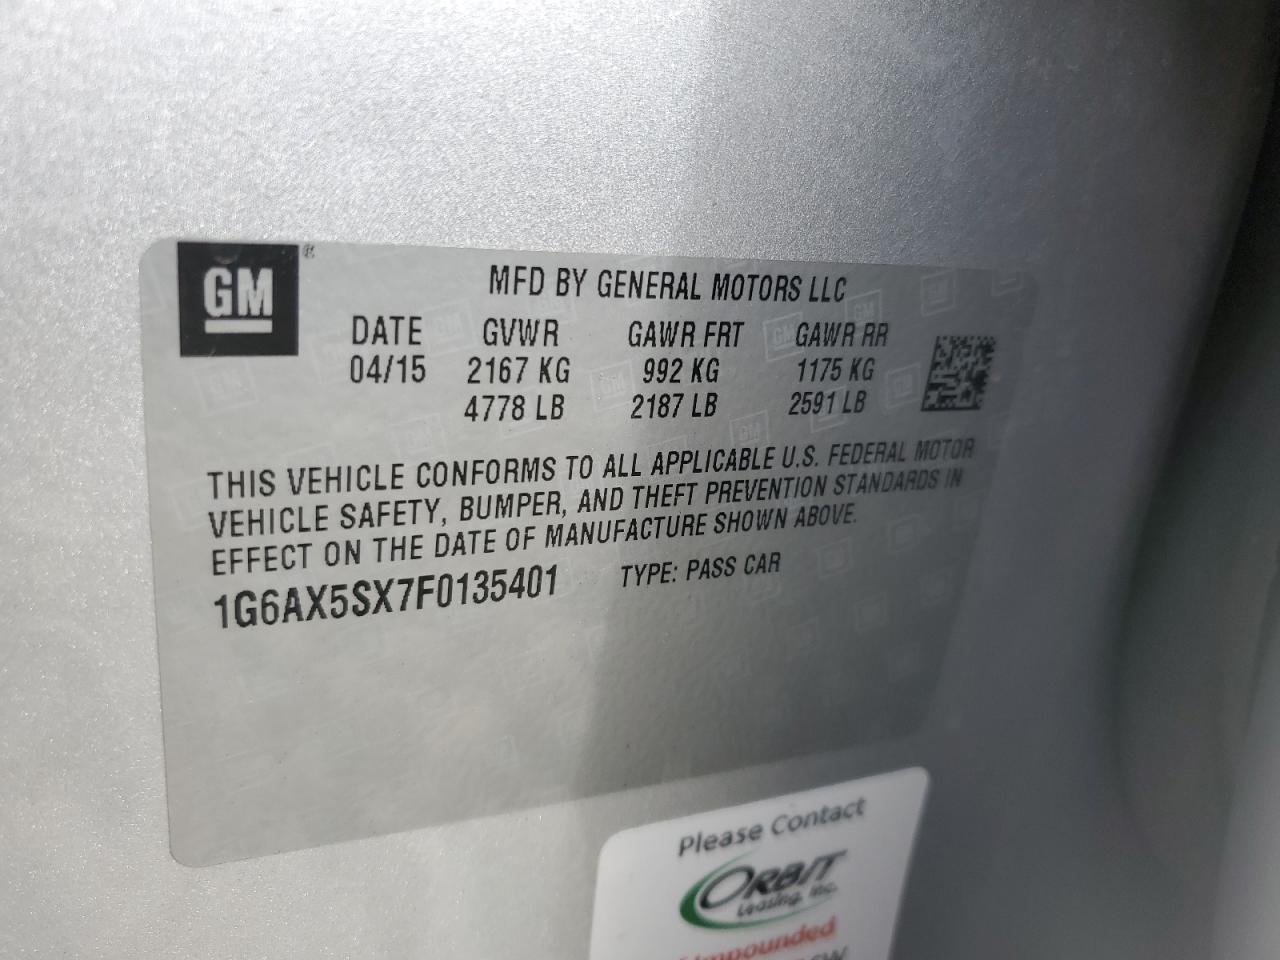 GM®
MFD BY GENERAL MOTORS LLC
DATE GVWR GAWR FRT GAWR RR
04/15 2167 KG 992 KG 1175 KG
4778 LB 2187 LB 2591 LB
THIS VEHICLE CONFORMS TO ALL APPLICABLE U.S. FEDERAL MOTOR
VEHICLE SAFETY, BUMPER, AND THEFT PREVENTION STANDARDS IN
EFFECT ON THE DATE OF MANUFACTURE SHOWN ABOVE.
1G6AX5SX7F0135401 TYPE: PASS CAR
Please Contact
ORBIT
Leasing, Inc.
Impounded